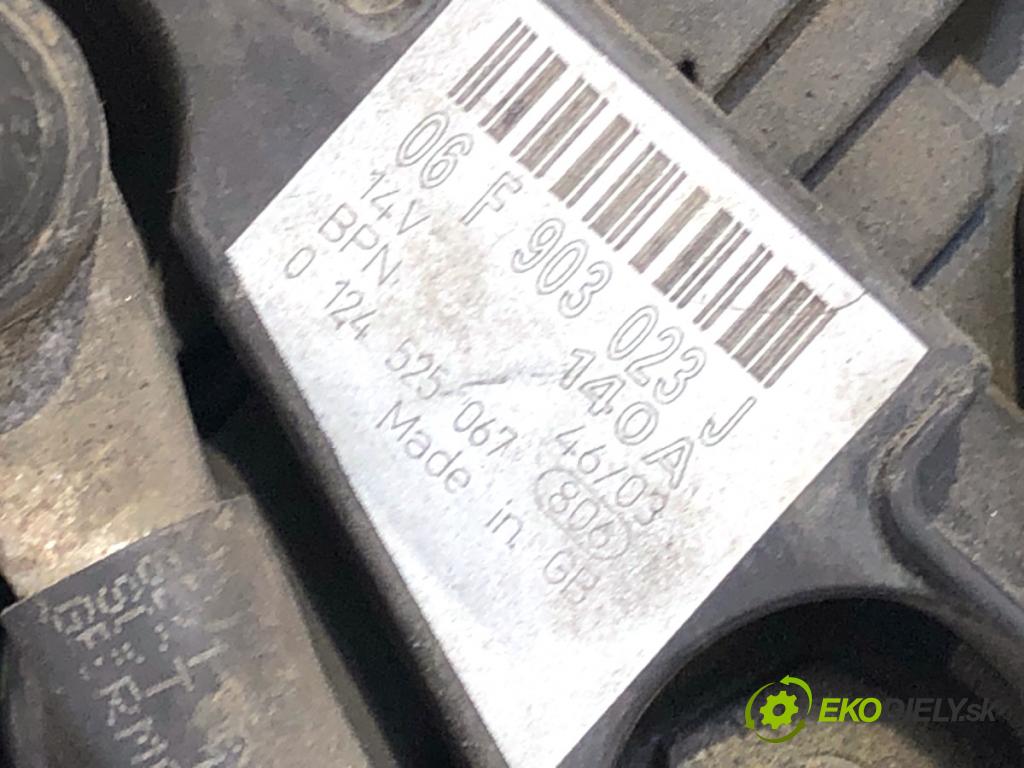 06 F 903 023 J
14V 140A
BPN 46/03
0 124 525 067 806
Made in GB
EKODIELY.sk